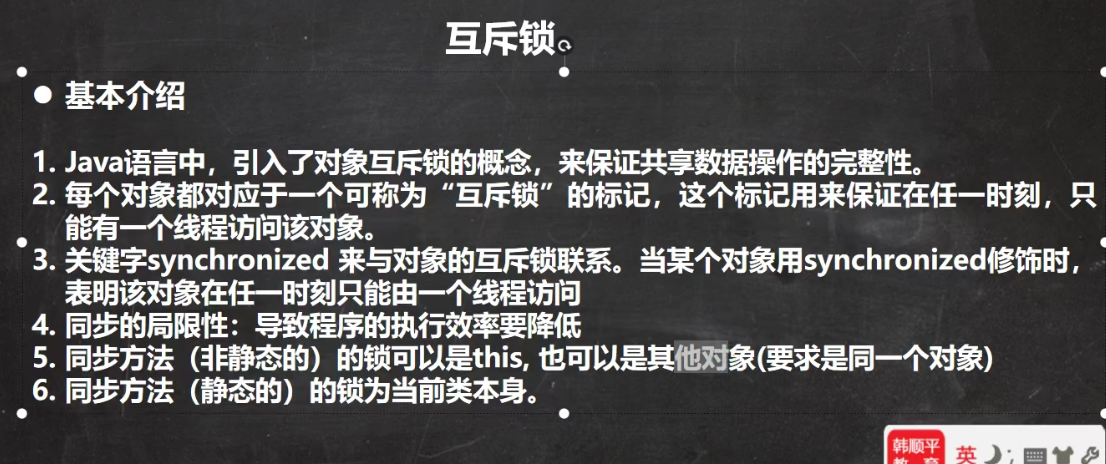 互斥锁
● 基本介绍
1. Java语言中，引入了对象互斥锁的概念，来保证共享数据操作的完整性。
2. 每个对象都对应于一个可称为“互斥锁”的标记，这个标记用来保证在任一时刻，只
能有一个线程访问该对象。
3. 关键字synchronized 来与对象的互斥锁联系。当某个对象用synchronized修饰时，
表明该对象在任一时刻只能由一个线程访问
4. 同步的局限性：导致程序的执行效率要降低
5. 同步方法（非静态的）的锁可以是this, 也可以是其他对象(要求是同一个对象)
6. 同步方法（静态的）的锁为当前类本身。
韩顺平
教 育
英